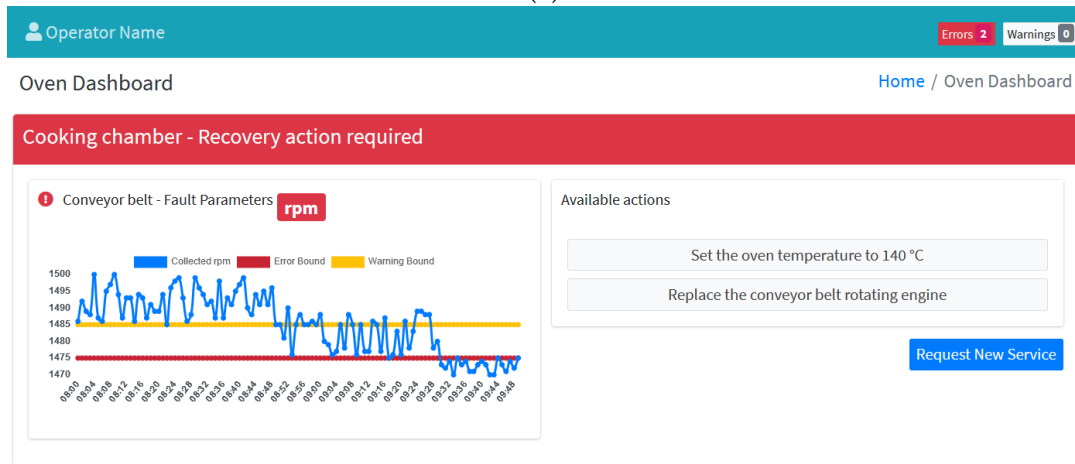 Operator Name
Errors 2 Warnings 0
Oven Dashboard
Home / Oven Dashboard
Cooking chamber - Recovery action required
Conveyor belt - Fault Parameters rpm
Collected rpm Error Bound Warning Bound
1500
1495
1490
1485
1480
1475
1470
08:00 08:04 08:08 08:12 08:16 08:20 08:24 08:28 08:32 08:36 08:40 08:44 08:48 08:52 08:56 09:00 09:04 09:08 09:12 09:16 09:20 09:24 09:28 09:32 09:36 09:40 09:44 09:48
Available actions
Set the oven temperature to 140 °C
Replace the conveyor belt rotating engine
Request New Service